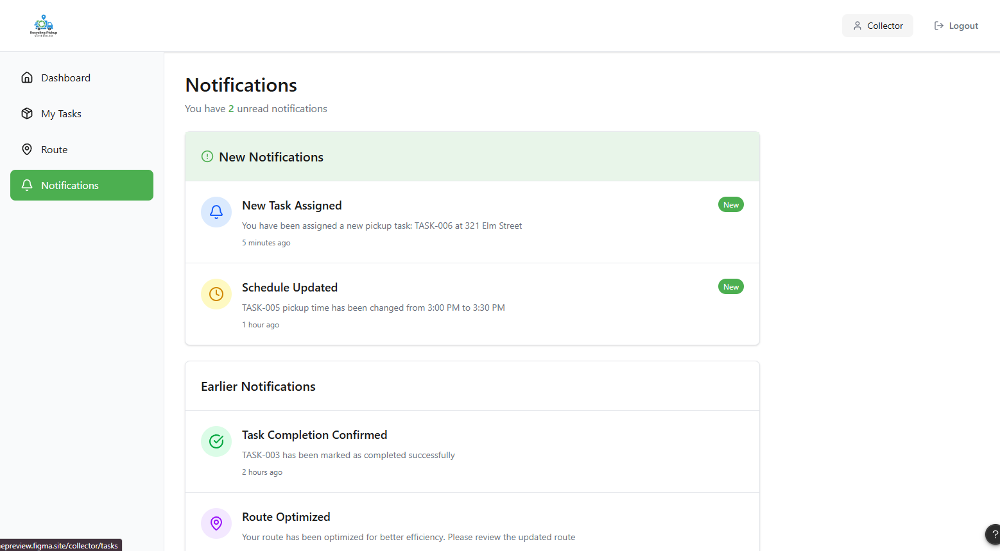 Recycling Pickup
SCHEDULER
Collector
Logout
Dashboard
My Tasks
Route
Notifications
Notifications
You have 2 unread notifications
New Notifications
New Task Assigned
New
You have been assigned a new pickup task: TASK-006 at 321 Elm Street
5 minutes ago
Schedule Updated
New
TASK-005 pickup time has been changed from 3:00 PM to 3:30 PM
1 hour ago
Earlier Notifications
Task Completion Confirmed
TASK-003 has been marked as completed successfully
2 hours ago
Route Optimized
Your route has been optimized for better efficiency. Please review the updated route
epreview.figma.site/collector/tasks
?